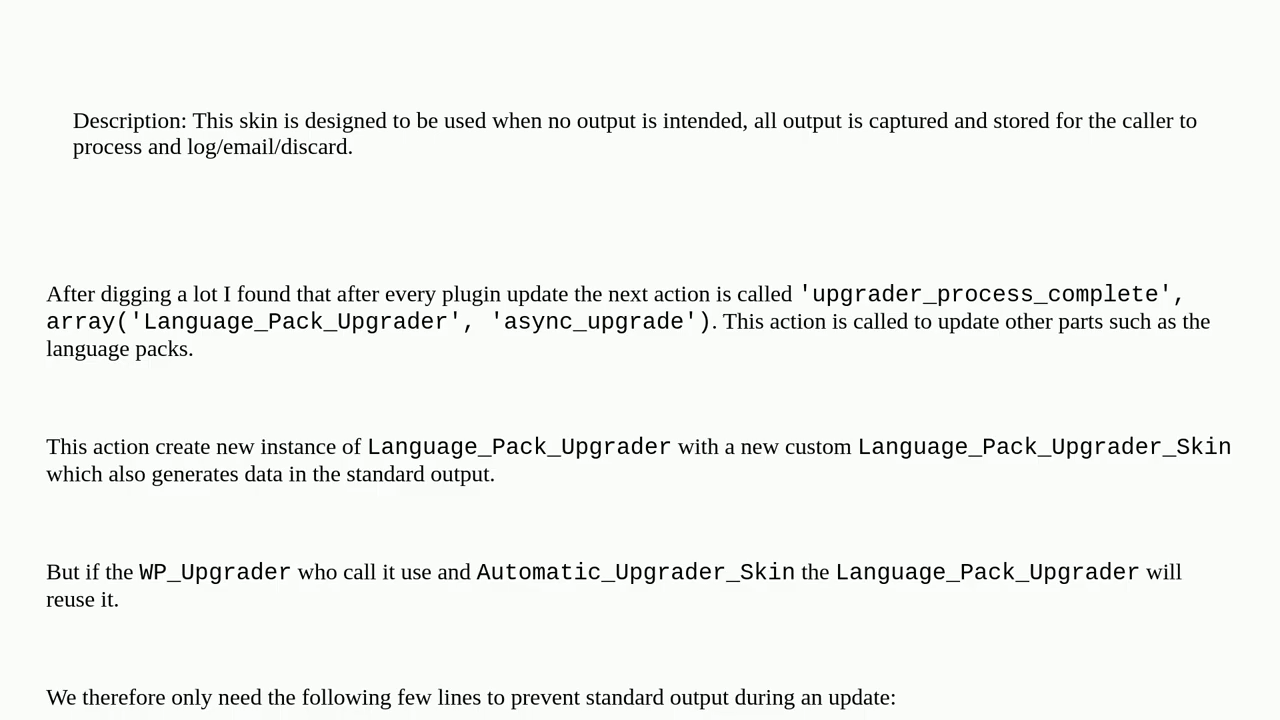 Description: This skin is designed to be used when no output is intended, all output is captured and stored for the caller to
process and log/email/discard.
After digging a lot I found that after every plugin update the next action is called 'upgrader_process_complete',
array('Language_Pack_Upgrader', 'async_upgrade'). This action is called to update other parts such as the
language packs.
This action create new instance of Language_Pack_Upgrader with a new custom Language_Pack_Upgrader_Skin
which also generates data in the standard output.
But if the WP_Upgrader who call it use and Automatic_Upgrader_Skin the Language_Pack_Upgrader will
reuse it.
We therefore only need the following few lines to prevent standard output during an update: